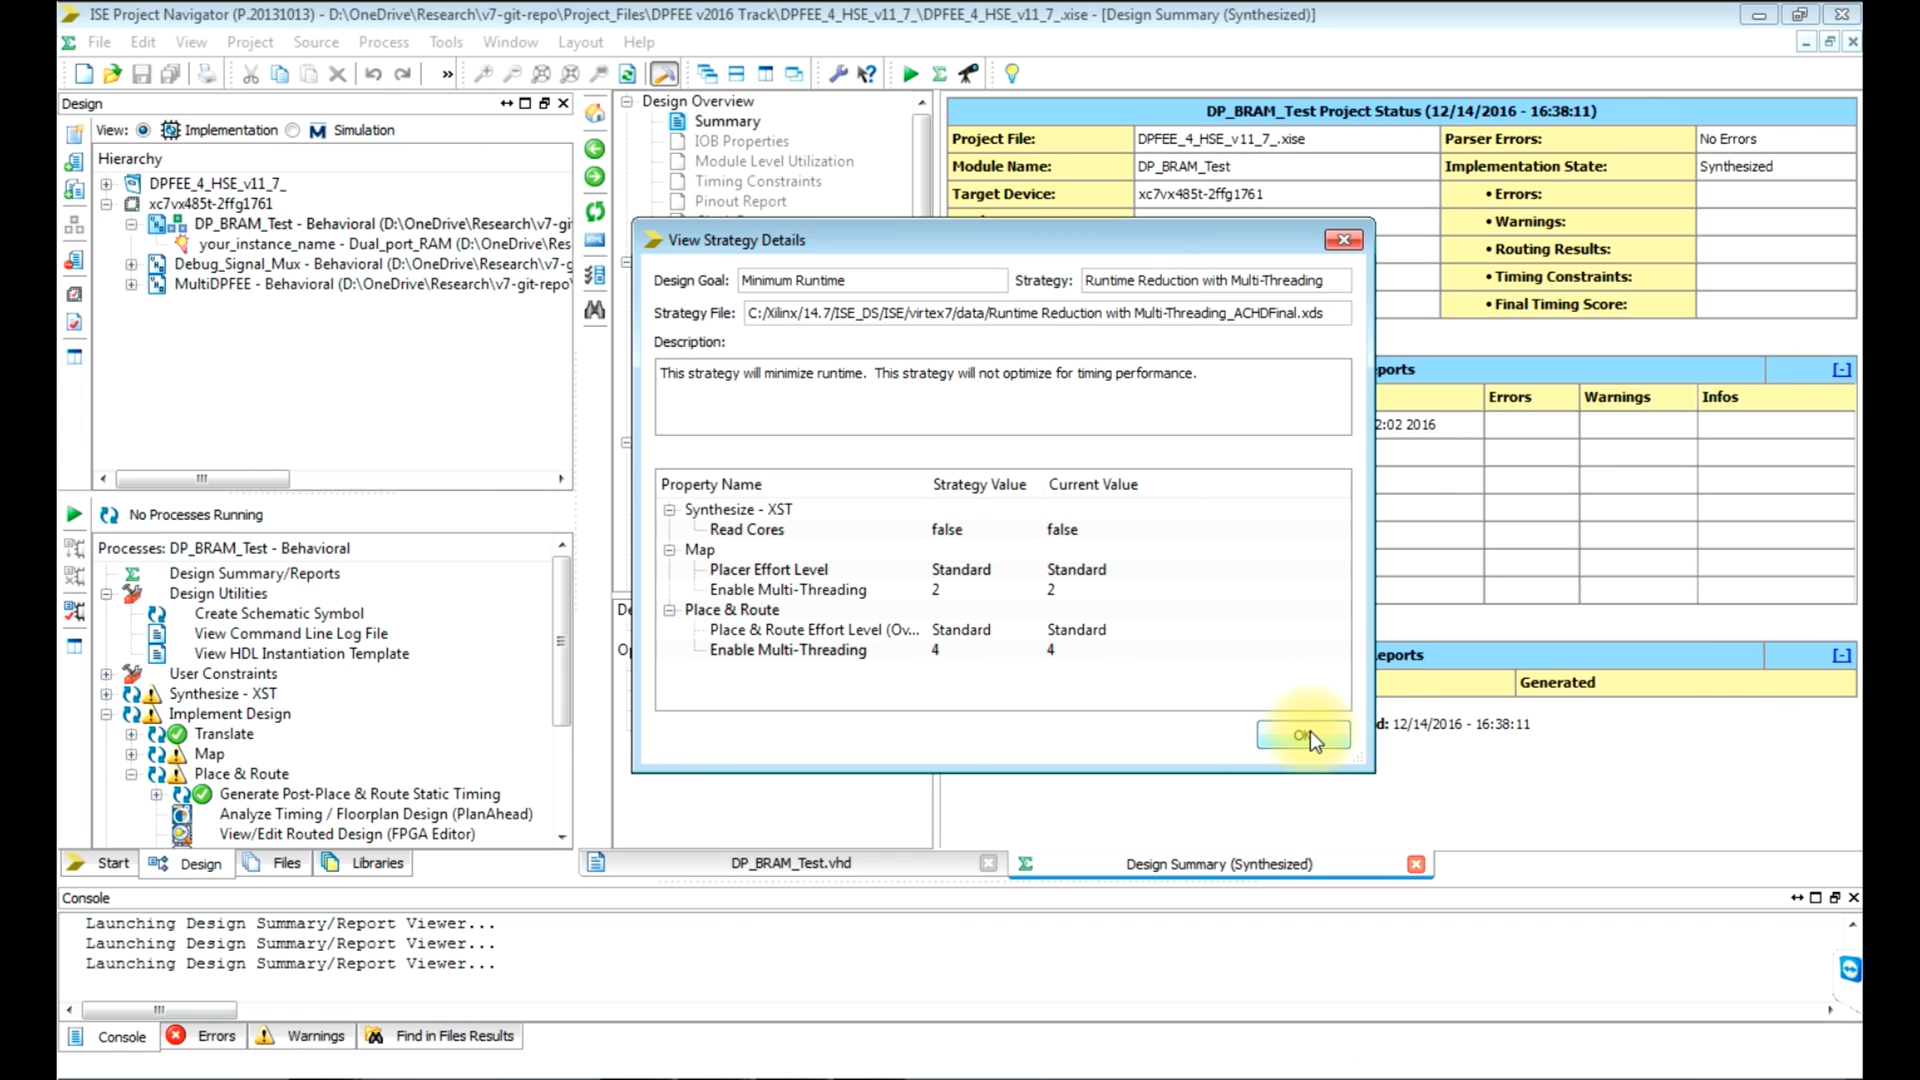 ISE Project Navigator (P.20131013) - D:\OneDrive\Research\v7-git-repo\Project_Files\DPFEE v2016 Track\DPFEE_4_HSE_v11_7_\DPFEE_4_HSE_v11_7_.xise - [Design Summary (Synthesized)]
File Edit View Project Source Process Tools Window Layout Help
»
Design
View: Implementation Simulation
Hierarchy
DPFEE_4_HSE_v11_7_
xc7vx485t-2ffg1761
DP_BRAM_Test - Behavioral (D:\OneDrive\Research\v7-git
your_instance_name - Dual_port_RAM (D:\OneDrive\Res
Debug_Signal_Mux - Behavioral (D:\OneDrive\Research\v7-g
MultiDPFEE - Behavioral (D:\OneDrive\Research\v7-git-repo\
No Processes Running
Processes: DP_BRAM_Test - Behavioral
Design Summary/Reports
Design Utilities
Create Schematic Symbol
View Command Line Log File
View HDL Instantiation Template
User Constraints
Synthesize - XST
Implement Design
Translate
Map
Place & Route
Generate Post-Place & Route Static Timing
Analyze Timing / Floorplan Design (PlanAhead)
View/Edit Routed Design (FPGA Editor)
Start Design Files Libraries
Design Overview
Summary
IOB Properties
Module Level Utilization
Timing Constraints
Pinout Report
DP_BRAM_Test Project Status (12/14/2016 - 16:38:11)
Project File: DPFEE_4_HSE_v11_7_.xise Parser Errors: No Errors
Module Name: DP_BRAM_Test Implementation State: Synthesized
Target Device: xc7vx485t-2ffg1761 • Errors:
• Warnings:
• Routing Results:
• Timing Constraints:
• Final Timing Score:
ports [-]
Errors Warnings Infos
2:02 2016
eports [-]
Generated
d: 12/14/2016 - 16:38:11
View Strategy Details
Design Goal: Minimum Runtime Strategy: Runtime Reduction with Multi-Threading
Strategy File: C:/Xilinx/14.7/ISE_DS/ISE/virtex7/data/Runtime Reduction with Multi-Threading_ACHDFinal.xds
Description:
This strategy will minimize runtime. This strategy will not optimize for timing performance.
Property Name Strategy Value Current Value
Synthesize - XST
Read Cores false false
Map
Placer Effort Level Standard Standard
Enable Multi-Threading 2 2
Place & Route
Place & Route Effort Level (Ov... Standard Standard
Enable Multi-Threading 4 4
OK
DP_BRAM_Test.vhd Design Summary (Synthesized)
Console
Launching Design Summary/Report Viewer...
Launching Design Summary/Report Viewer...
Launching Design Summary/Report Viewer...
Console Errors Warnings Find in Files Results